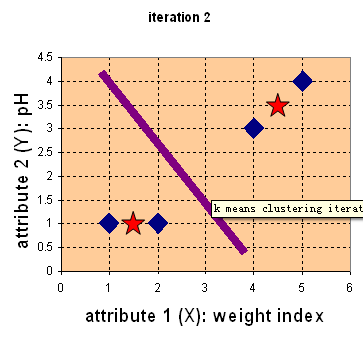 iteration 2
4.5
4
3.5
3
2.5
2
1.5
1
0.5
0
attribute 2 (Y): pH
k means clustering iterat
0 1 2 3 4 5 6
attribute 1 (X): weight index